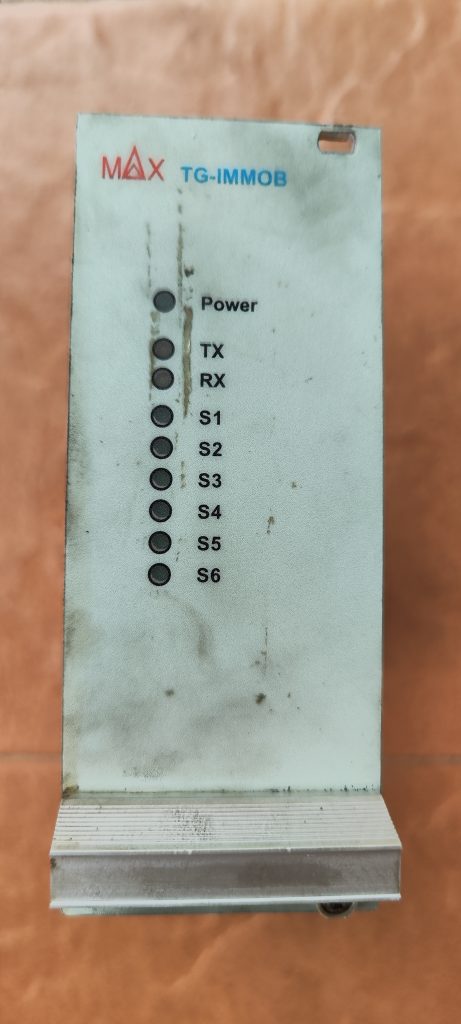 MAX TG-IMMOB
Power
TX
RX
S1
S2
S3
S4
S5
S6